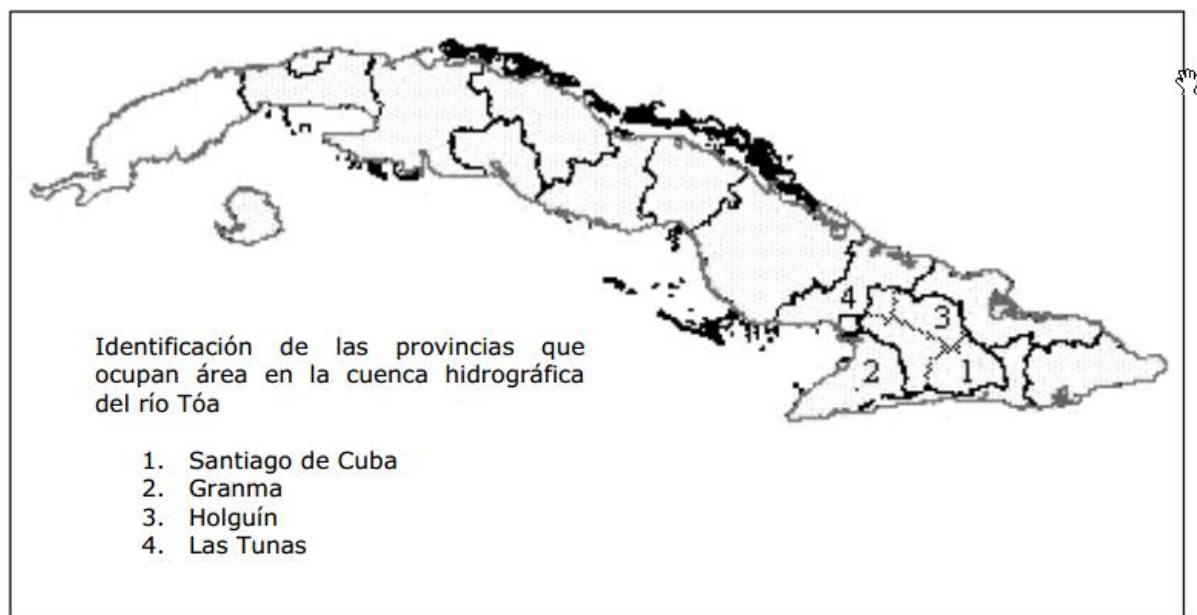 4
3
2
1
Identificación de las provincias que
ocupan área en la cuenca hidrográfica
del río Tóa
1. Santiago de Cuba
2. Granma
3. Holguín
4. Las Tunas